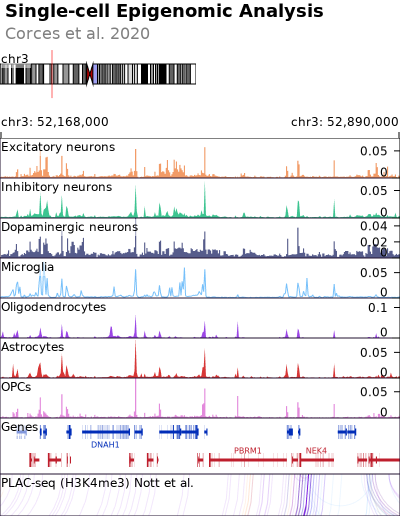 Single-cell Epigenomic Analysis
Corces et al. 2020
chr3
chr3: 52,168,000 chr3: 52,890,000
Excitatory neurons
0.05
0
Inhibitory neurons
0.05
0
Dopaminergic neurons
0.04
0.02
0
Microglia
0.05
0
Oligodendrocytes
0.1
0
Astrocytes
0.05
0
OPCs
0.05
0
Genes
DNAH1
PBRM1 NEK4
PLAC-seq (H3K4me3) Nott et al.